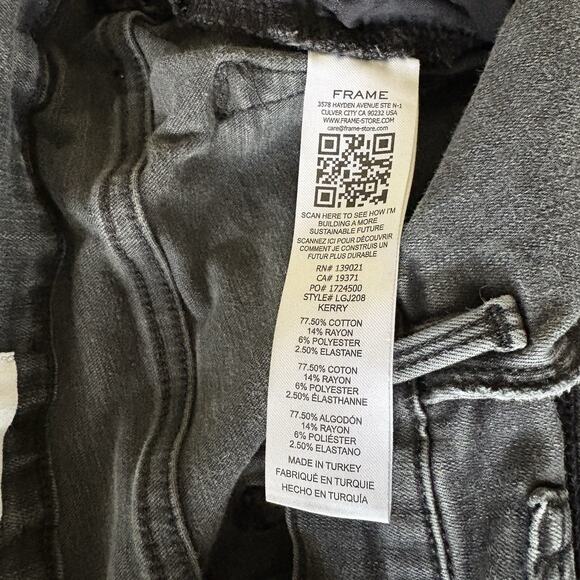 FRAME
3578 HAYDEN AVENUE STE N-1
CULVER CITY CA 90232 USA
WWW.FRAME-STORE.COM
care@frame-store.com
SCAN HERE TO SEE HOW I'M
BUILDING A MORE
SUSTAINABLE FUTURE
SCANNEZ ICI POUR DÉCOUVRIR
COMMENT JE CONSTRUIS UN
FUTUR PLUS DURABLE
RN# 139021
CA# 19371
PO# 1724500
STYLE# LGJ208
KERRY
77.50% COTTON
14% RAYON
6% POLYESTER
2.50% ELASTANE
77.50% COTON
14% RAYON
6% POLYESTER
2.50% ÉLASTHANNE
77.50% ALGODÓN
14% RAYON
6% POLIÉSTER
2.50% ELASTANO
MADE IN TURKEY
FABRIQUÉ EN TURQUIE
HECHO EN TURQUÍA